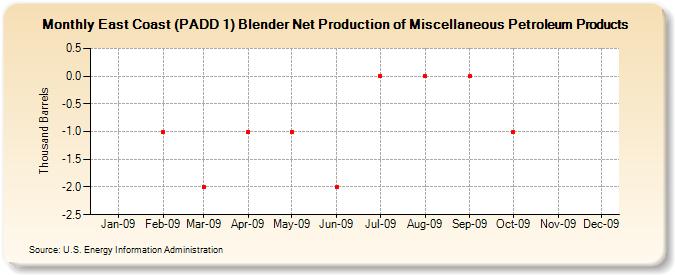 Monthly East Coast (PADD 1) Blender Net Production of Miscellaneous Petroleum Products
Thousand Barrels
0.5
0.0
-0.5
-1.0
-1.5
-2.0
-2.5
Jan-09 Feb-09 Mar-09 Apr-09 May-09 Jun-09 Jul-09 Aug-09 Sep-09 Oct-09 Nov-09 Dec-09
Source: U.S. Energy Information Administration